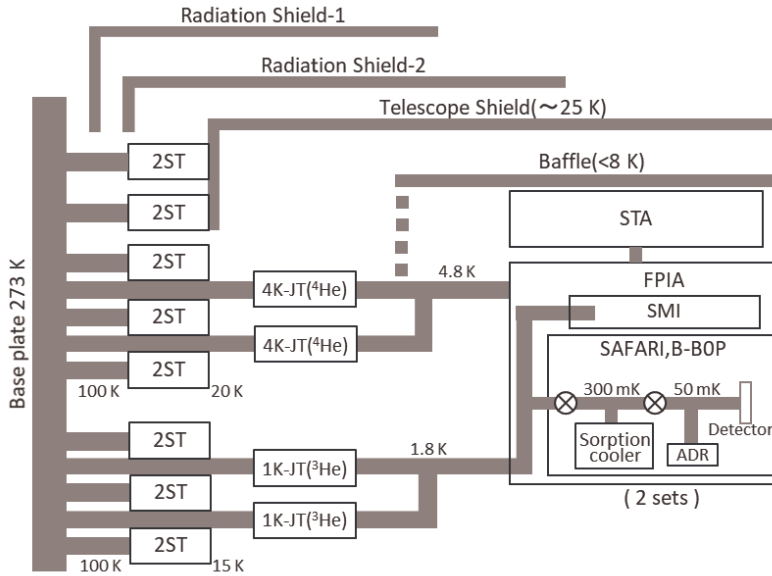 Radiation Shield-1
Radiation Shield-2
Telescope Shield(～25 K)
Baffle(<8 K)
Base plate 273 K
2ST
2ST
2ST
2ST
2ST
100 K
20 K
4K-JT(⁴He)
4K-JT(⁴He)
4.8 K
STA
FPIA
SMI
SAFARI,B-BOP
300 mK
50 mK
Sorption
cooler
ADR
Detector
( 2 sets )
2ST
2ST
2ST
100 K
15 K
1K-JT(³He)
1K-JT(³He)
1.8 K